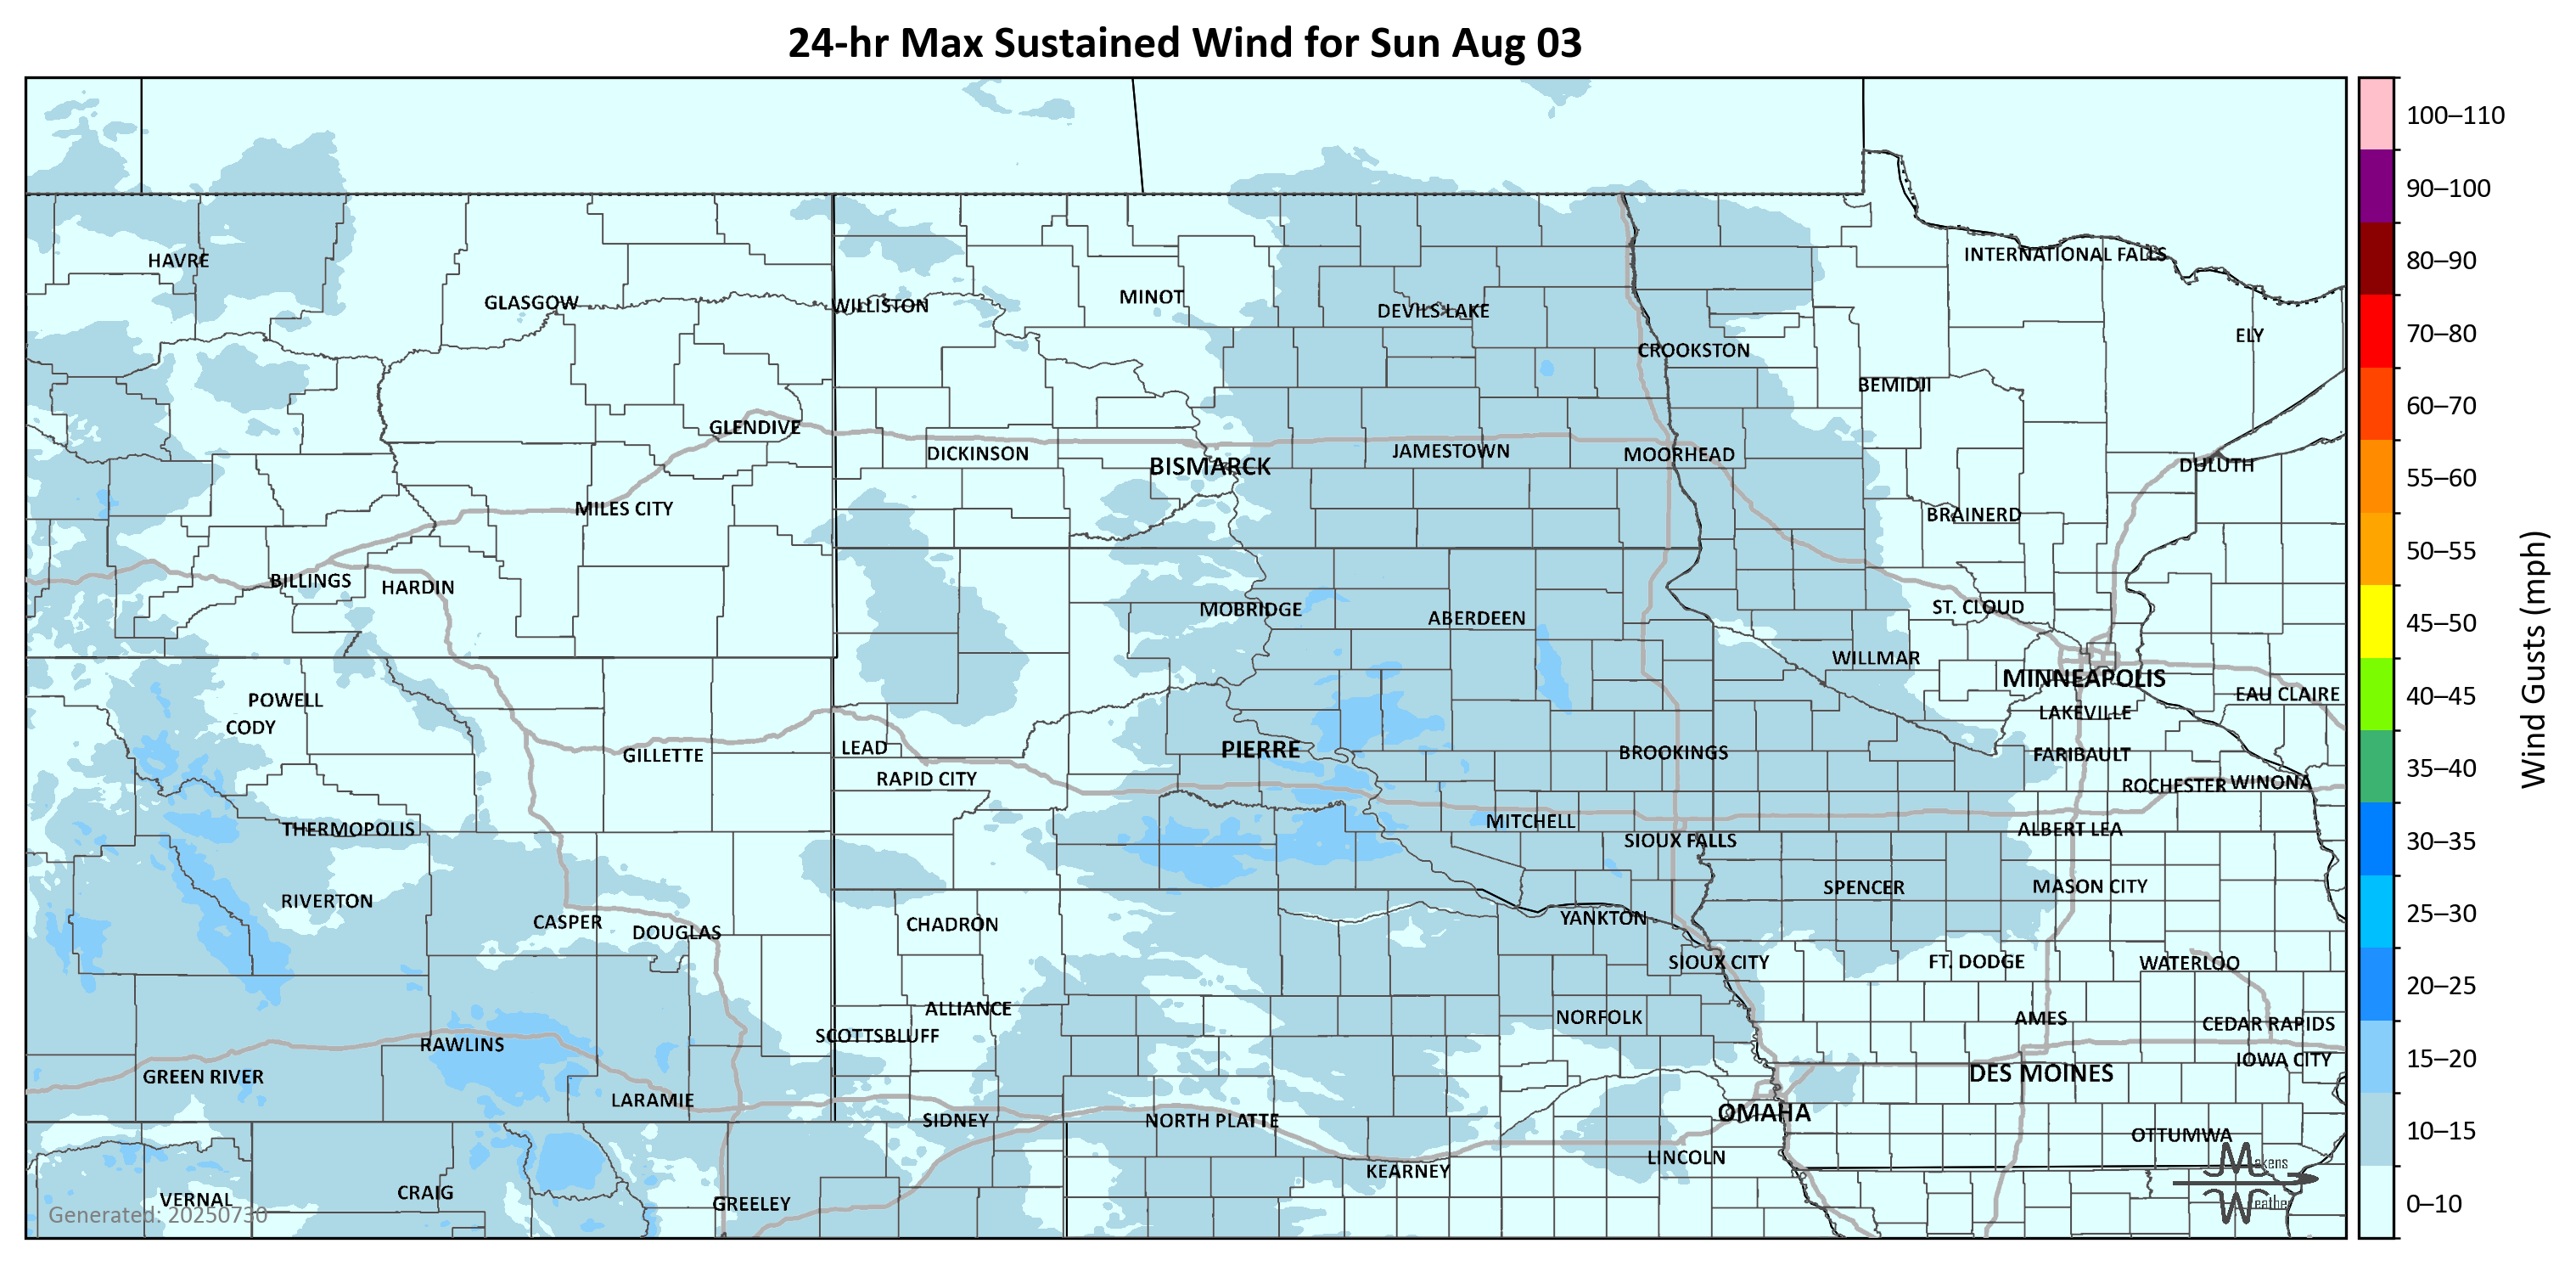 24-hr Max Sustained Wind for Sun Aug 03
100–110
90–100
80–90
70–80
60–70
55–60
50–55
45–50
40–45
35–40
30–35
25–30
20–25
15–20
10–15
0–10
Wind Gusts (mph)
HAVRE
INTERNATIONAL FALLS
GLASGOW
WILLISTON
MINOT
DEVILS LAKE
ELY
CROOKSTON
BEMIDJI
GLENDIVE
DICKINSON
BISMARCK
JAMESTOWN
MOORHEAD
DULUTH
MILES CITY
BRAINERD
BILLINGS
HARDIN
MOBRIDGE
ABERDEEN
ST. CLOUD
WILLMAR
MINNEAPOLIS
POWELL
EAU CLAIRE
CODY
LAKEVILLE
GILLETTE
LEAD
PIERRE
BROOKINGS
FARIBAULT
RAPID CITY
ROCHESTER
WINONA
THERMOPOLIS
MITCHELL
SIOUX FALLS
ALBERT LEA
RIVERTON
SPENCER
MASON CITY
CASPER
DOUGLAS
CHADRON
YANKTON
SIOUX CITY
FT. DODGE
WATERLOO
ALLIANCE
NORFOLK
AMES
CEDAR RAPIDS
RAWLINS
SCOTTSBLUFF
IOWA CITY
GREEN RIVER
DES MOINES
LARAMIE
SIDNEY
NORTH PLATTE
OMAHA
OTTUMWA
KEARNEY
LINCOLN
VERNAL
CRAIG
GREELEY
Makens
Weather
Generated: 20250730